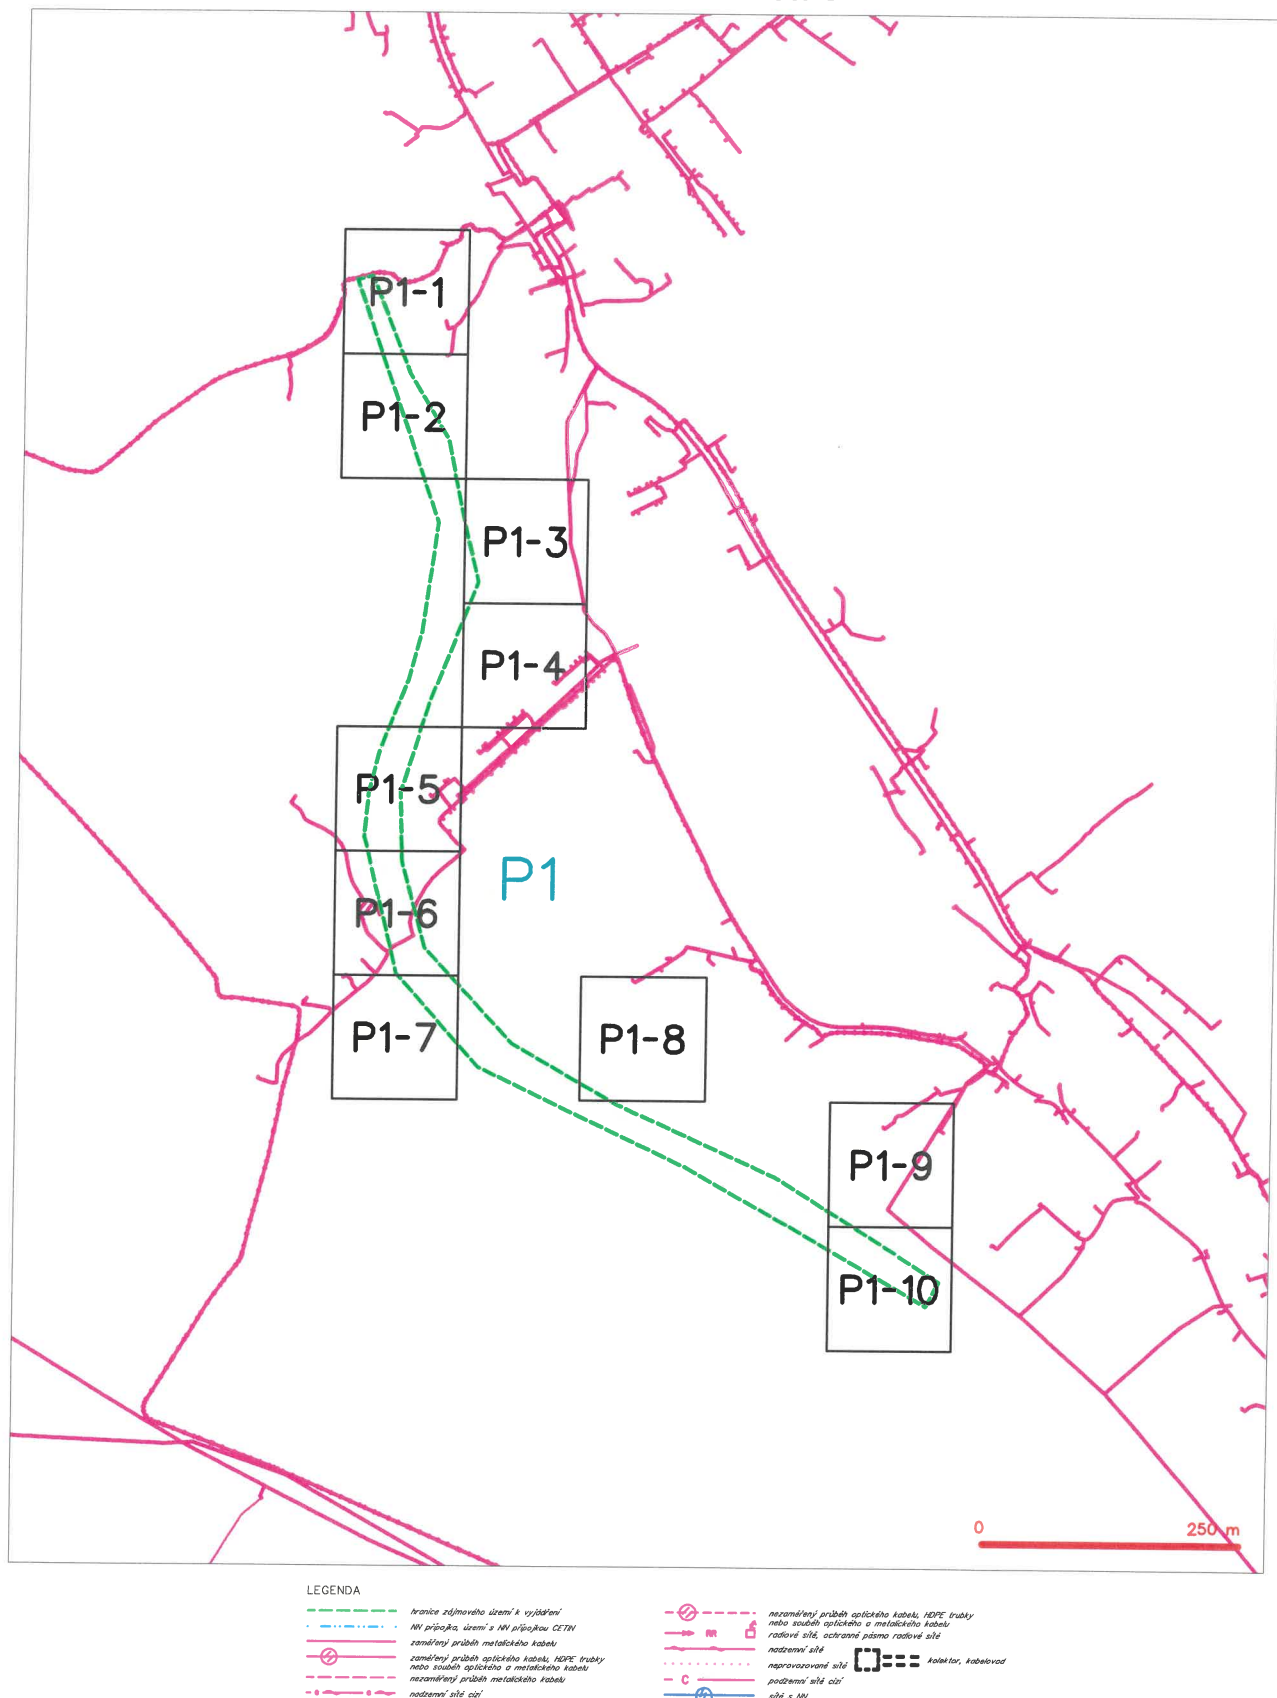 P1-1
P1-2
P1-3
P1-4
P1-5
P1
P1-6
P1-7
P1-8
P1-9
P1-10
0 250 m
LEGENDA
hranice zájmového území k vyjádření
NN přípojka, území s NN přípojkou CETIN
zaměřený průběh metalického kabelu
zaměřený průběh optického kabelu, HDPE trubky
nebo souběh optického a metalického kabelu
nezaměřený průběh metalického kabelu
nadzemní sítě cizí
nezaměřený průběh optického kabelu, HDPE trubky
nebo souběh optického a metalického kabelu
RR radiové sítě, ochranné pásmo radiové sítě
nadzemní sítě
neprovozované sítě
kolektor, kabelovod
C podzemní sítě cizí
sítě s NN